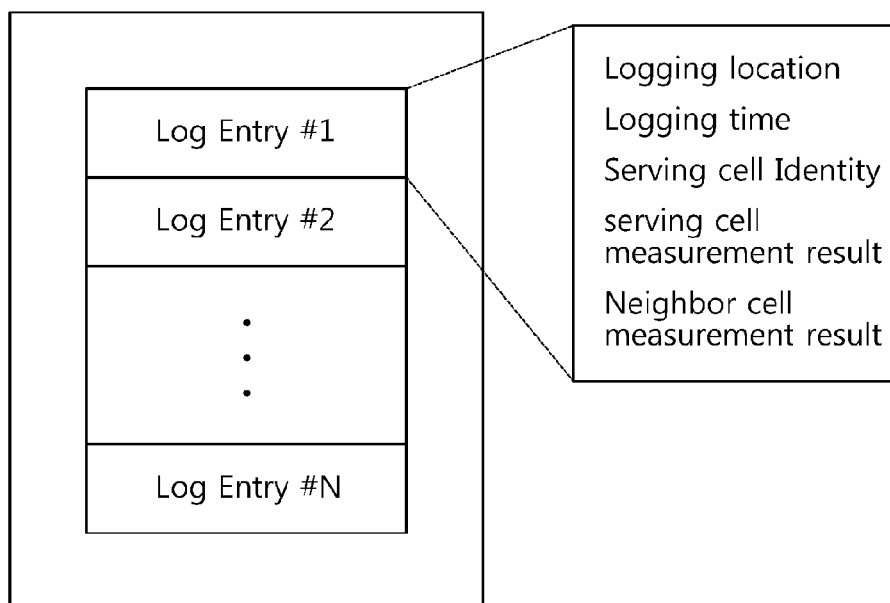 Log Entry #1
Log Entry #2
Log Entry #N
Logging location
Logging time
Serving cell Identity
serving cell
measurement result
Neighbor cell
measurement result